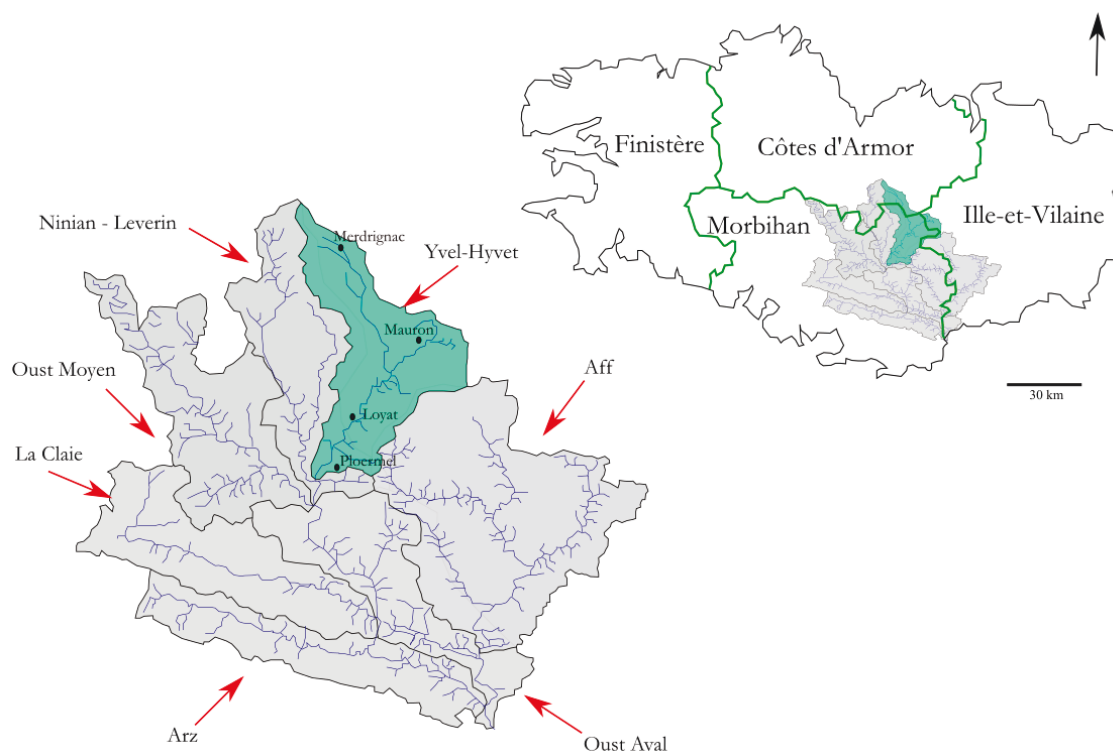 Finistère
Côtes d'Armor
Morbihan
Ille-et-Vilaine
30 km
Ninian - Leverin
Merdrignac
Yvel-Hyvet
Mauron
Oust Moyen
Aff
Loyat
La Claie
Ploermel
Arz
Oust Aval